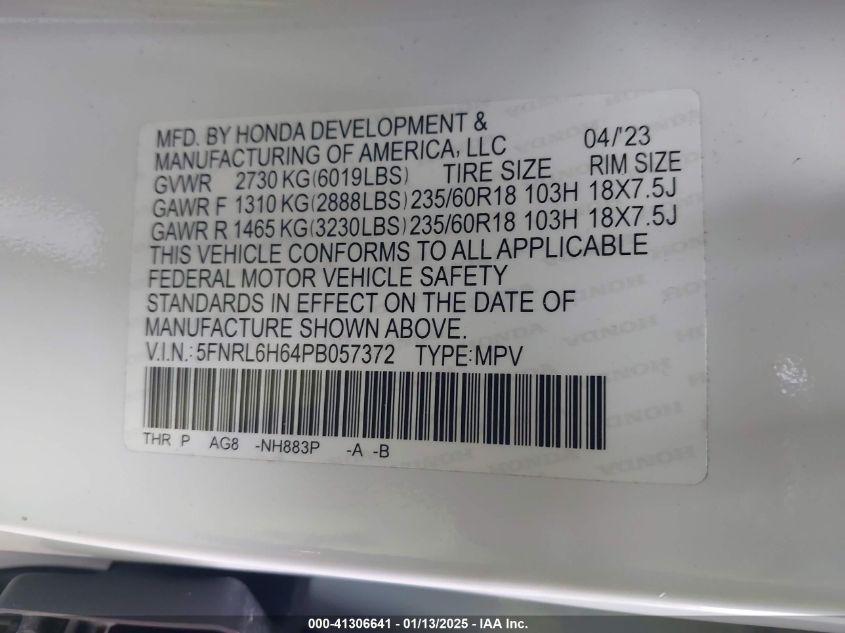 MFD. BY HONDA DEVELOPMENT &
MANUFACTURING OF AMERICA, LLC 04/'23
GVWR 2730 KG(6019LBS) TIRE SIZE RIM SIZE
GAWR F 1310 KG(2888LBS) 235/60R18 103H 18X7.5J
GAWR R 1465 KG(3230LBS) 235/60R18 103H 18X7.5J
THIS VEHICLE CONFORMS TO ALL APPLICABLE
FEDERAL MOTOR VEHICLE SAFETY
STANDARDS IN EFFECT ON THE DATE OF
MANUFACTURE SHOWN ABOVE.
V.I.N.:5FNRL6H64PB057372 TYPE:MPV
THR P AG8 -NH883P -A -B
000-41306641 / 01/13/2025 - IAA Inc.